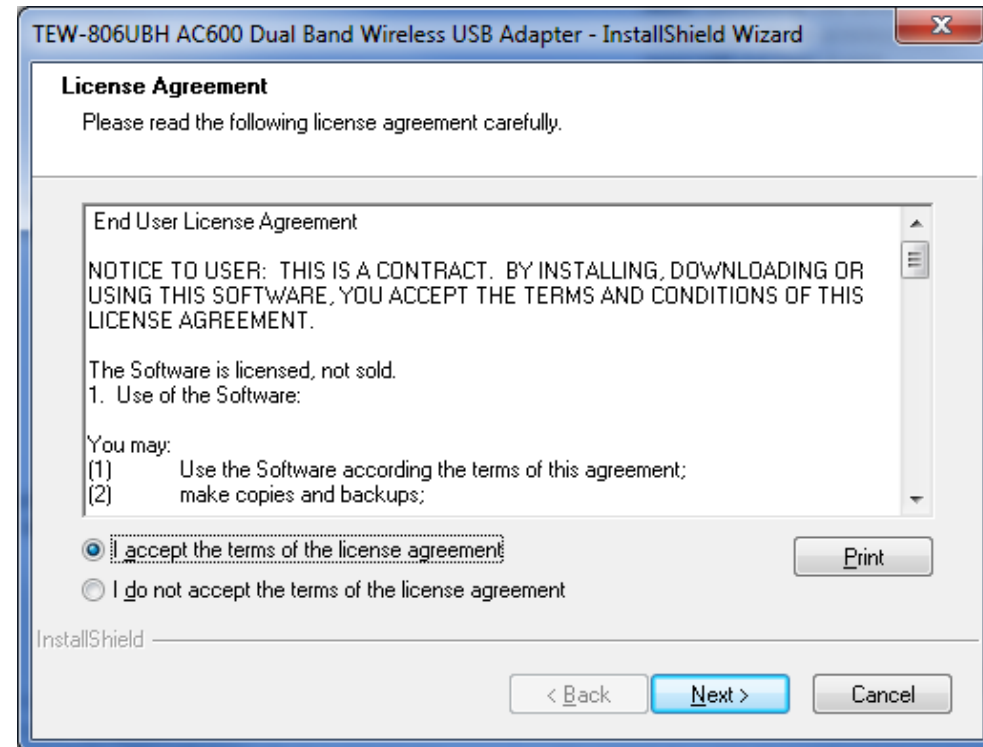 TEW-806UBH AC600 Dual Band Wireless USB Adapter - InstallShield Wizard
License Agreement
Please read the following license agreement carefully.
End User License Agreement
NOTICE TO USER:  THIS IS A CONTRACT.  BY INSTALLING, DOWNLOADING OR
USING THIS SOFTWARE, YOU ACCEPT THE TERMS AND CONDITIONS OF THIS
LICENSE AGREEMENT.
The Software is licensed, not sold.
1.  Use of the Software:
You may:
(1) Use the Software according the terms of this agreement;
(2) make copies and backups;
I accept the terms of the license agreement
Print
I do not accept the terms of the license agreement
InstallShield
< Back Next > Cancel